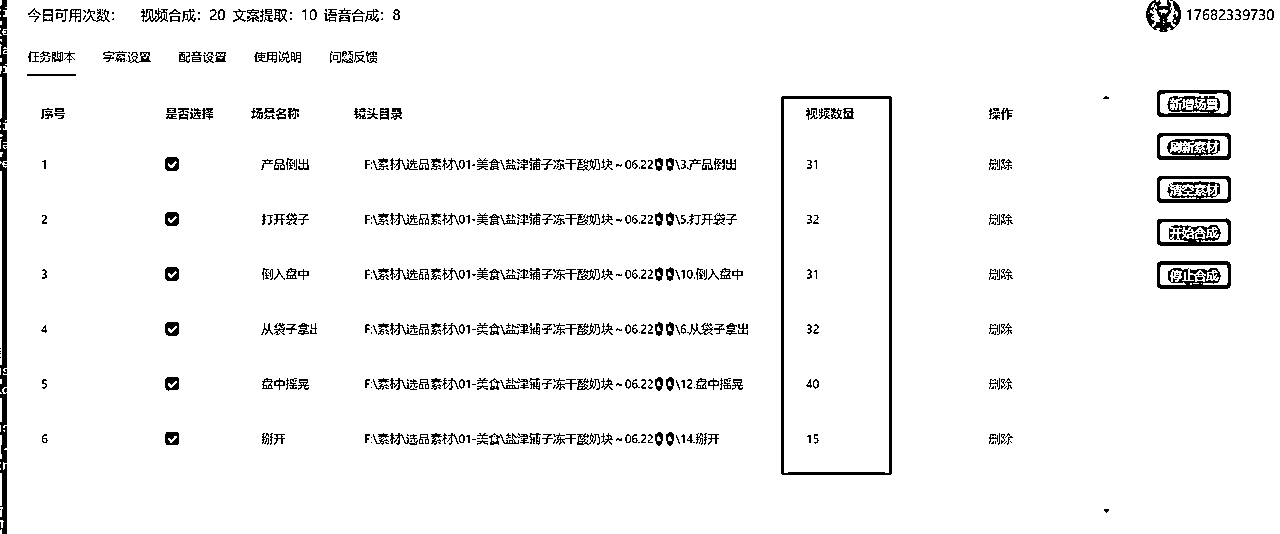 今日可用次数： 视频合成：20 文案提取：10 语音合成：8 17682339730
任务脚本 字幕设置 配音设置 使用说明 问题反馈
序号 是否选择 场景名称 镜头目录 视频数量 操作 新增场景
1 产品倒出 F:\素材\选品素材\01-美食\盐津铺子冻干酸奶块～06.22\3.产品倒出 31 删除 刷新素材
2 打开袋子 F:\素材\选品素材\01-美食\盐津铺子冻干酸奶块～06.22\5.打开袋子 32 删除 清空素材
3 倒入盘中 F:\素材\选品素材\01-美食\盐津铺子冻干酸奶块～06.22\10.倒入盘中 31 删除 开始合成
4 从袋子拿出 F:\素材\选品素材\01-美食\盐津铺子冻干酸奶块～06.22\6.从袋子拿出 32 删除 停止合成
5 盘中摇晃 F:\素材\选品素材\01-美食\盐津铺子冻干酸奶块～06.22\12.盘中摇晃 40 删除
6 掰开 F:\素材\选品素材\01-美食\盐津铺子冻干酸奶块～06.22\14.掰开 15 删除